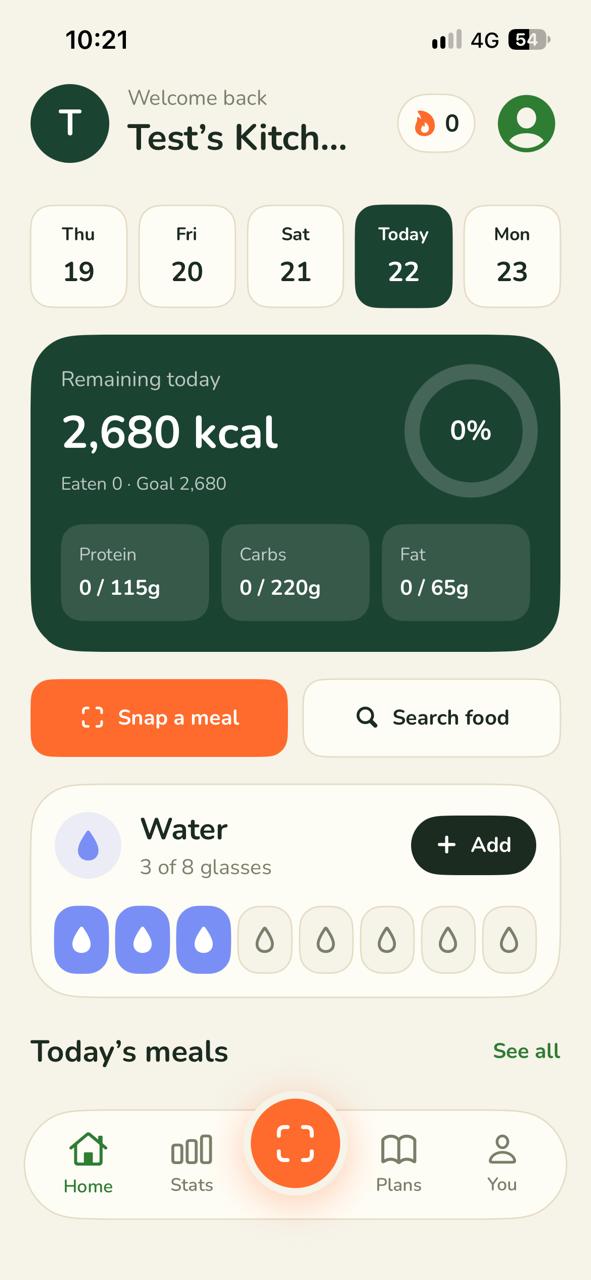 10:21
4G
54
T
Welcome back
Test’s Kitch...
0
Thu
19
Fri
20
Sat
21
Today
22
Mon
23
Remaining today
2,680 kcal
Eaten 0 · Goal 2,680
0%
Protein
0 / 115g
Carbs
0 / 220g
Fat
0 / 65g
Snap a meal
Search food
Water
3 of 8 glasses
Add
Today’s meals
See all
Home
Stats
Plans
You